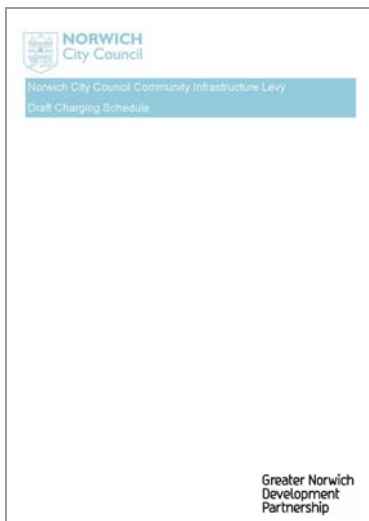 NORWICH
City Council
Norwich City Council Community Infrastructure Levy
Draft Charging Schedule
Greater Norwich
Development
Partnership